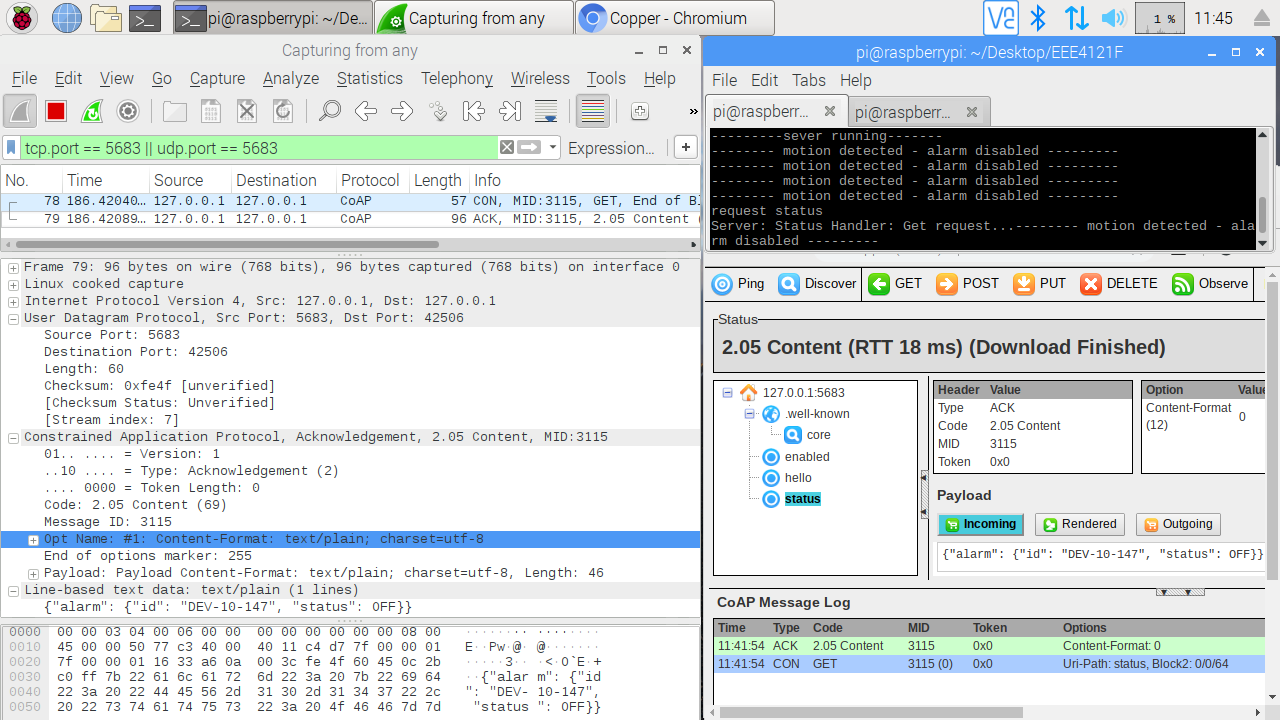 pi@raspberrypi: ~/De...
Capturing from any
Copper - Chromium
1 %
11:45
Capturing from any
File Edit View Go Capture Analyze Statistics Telephony Wireless Tools Help
»
tcp.port == 5683 || udp.port == 5683
Expression...
+
No. Time Source Destination Protocol Length Info
78 186.42040... 127.0.0.1 127.0.0.1 CoAP 57 CON, MID:3115, GET, End of Bl
79 186.42089... 127.0.0.1 127.0.0.1 CoAP 96 ACK, MID:3115, 2.05 Content (
Frame 79: 96 bytes on wire (768 bits), 96 bytes captured (768 bits) on interface 0
Linux cooked capture
Internet Protocol Version 4, Src: 127.0.0.1, Dst: 127.0.0.1
User Datagram Protocol, Src Port: 5683, Dst Port: 42506
Source Port: 5683
Destination Port: 42506
Length: 60
Checksum: 0xfe4f [unverified]
[Checksum Status: Unverified]
[Stream index: 7]
Constrained Application Protocol, Acknowledgement, 2.05 Content, MID:3115
01.. .... = Version: 1
..10 .... = Type: Acknowledgement (2)
.... 0000 = Token Length: 0
Code: 2.05 Content (69)
Message ID: 3115
Opt Name: #1: Content-Format: text/plain; charset=utf-8
End of options marker: 255
Payload: Payload Content-Format: text/plain; charset=utf-8, Length: 46
Line-based text data: text/plain (1 lines)
{"alarm": {"id": "DEV-10-147", "status": OFF}}
0000 00 00 03 04 00 06 00 00 00 00 00 00 00 00 08 00 ········ ········
0010 45 00 00 50 77 c3 40 00 40 11 c4 d7 7f 00 00 01 E··Pw·@· @·······
0020 7f 00 00 01 16 33 a6 0a 00 3c fe 4f 60 45 0c 2b ·····3·· ·<·O`E·+
0030 c0 ff 7b 22 61 6c 61 72 6d 22 3a 20 7b 22 69 64 ··{"alar m": {"id
0040 22 3a 20 22 44 45 56 2d 31 30 2d 31 34 37 22 2c ": "DEV- 10-147",
0050 20 22 73 74 61 74 75 73 22 3a 20 4f 46 46 7d 7d "status ": OFF}}
pi@raspberrypi: ~/Desktop/EEE4121F
File Edit Tabs Help
pi@raspberr...
pi@raspberr...
---------sever running-------
-------- motion detected - alarm disabled ---------
-------- motion detected - alarm disabled ---------
-------- motion detected - alarm disabled ---------
-------- motion detected - alarm disabled ---------
request status
Server: Status Handler: Get request...-------- motion detected - ala
rm disabled ---------
Ping Discover GET POST PUT DELETE Observe
Status
2.05 Content (RTT 18 ms) (Download Finished)
127.0.0.1:5683
.well-known
core
enabled
hello
status
Header Value
Type ACK
Code 2.05 Content
MID 3115
Token 0x0
Option Value
Content-Format (12) 0
Payload
Incoming Rendered Outgoing
{"alarm": {"id": "DEV-10-147", "status": OFF}}
CoAP Message Log
Time Type Code MID Token Options
11:41:54 ACK 2.05 Content 3115 0x0 Content-Format: 0
11:41:54 CON GET 3115 (0) 0x0 Uri-Path: status, Block2: 0/0/64